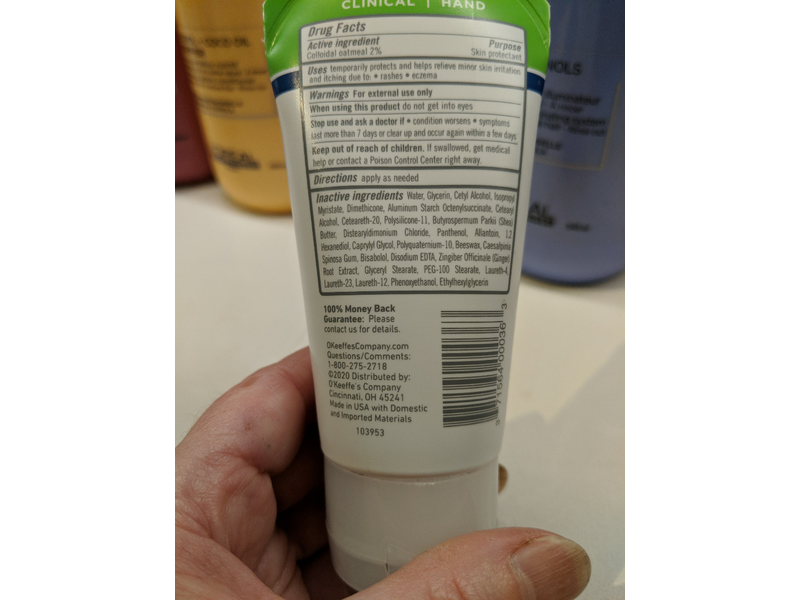 CLINICAL | HAND
Drug Facts
Active ingredient Purpose
Colloidal oatmeal 2% Skin protectant
Uses temporarily protects and helps relieve minor skin irritation
and itching due to: • rashes • eczema
Warnings For external use only
When using this product do not get into eyes
Stop use and ask a doctor if • condition worsens • symptoms
last more than 7 days or clear up and occur again within a few days
Keep out of reach of children. If swallowed, get medical
help or contact a Poison Control Center right away.
Directions apply as needed
Inactive ingredients Water, Glycerin, Cetyl Alcohol, Isopropyl
Myristate, Dimethicone, Aluminum Starch Octenylsuccinate, Cetearyl
Alcohol, Ceteareth-20, Polysilicone-11, Butyrospermum Parkii (Shea)
Butter, Distearyldimonium Chloride, Panthenol, Allantoin, 1,2
Hexanediol, Caprylyl Glycol, Polyquaternium-10, Beeswax, Caesalpinia
Spinosa Gum, Bisabolol, Disodium EDTA, Zingiber Officinale (Ginger)
Root Extract, Glyceryl Stearate, PEG-100 Stearate, Laureth-4,
Laureth-23, Laureth-12, Phenoxyethanol, Ethylhexylglycerin
100% Money Back
Guarantee: Please
contact us for details.
OKeeffesCompany.com
Questions/Comments:
1-800-275-2718
©2020 Distributed by:
O'Keeffe's Company
Cincinnati, OH 45241
Made in USA with Domestic
and Imported Materials
103953
71564 00036 3
NOLS